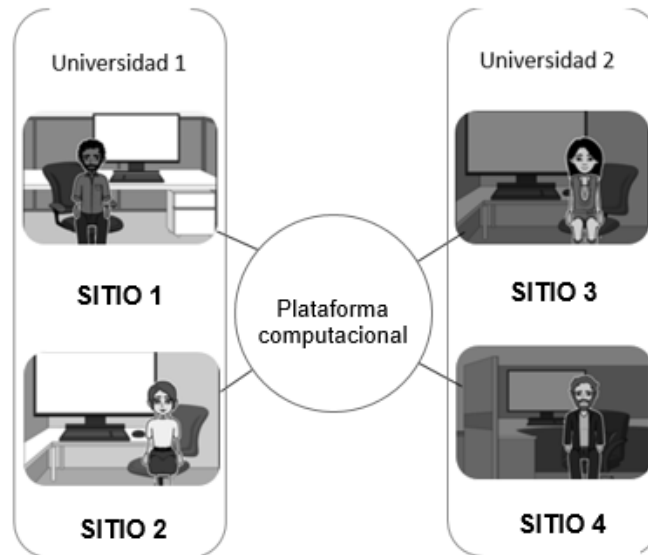 Universidad 1
Universidad 2
SITIO 1
SITIO 3
Plataforma
computacional
SITIO 2
SITIO 4